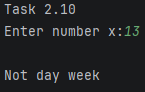 Task 2.10
Enter number x:13
Not day week